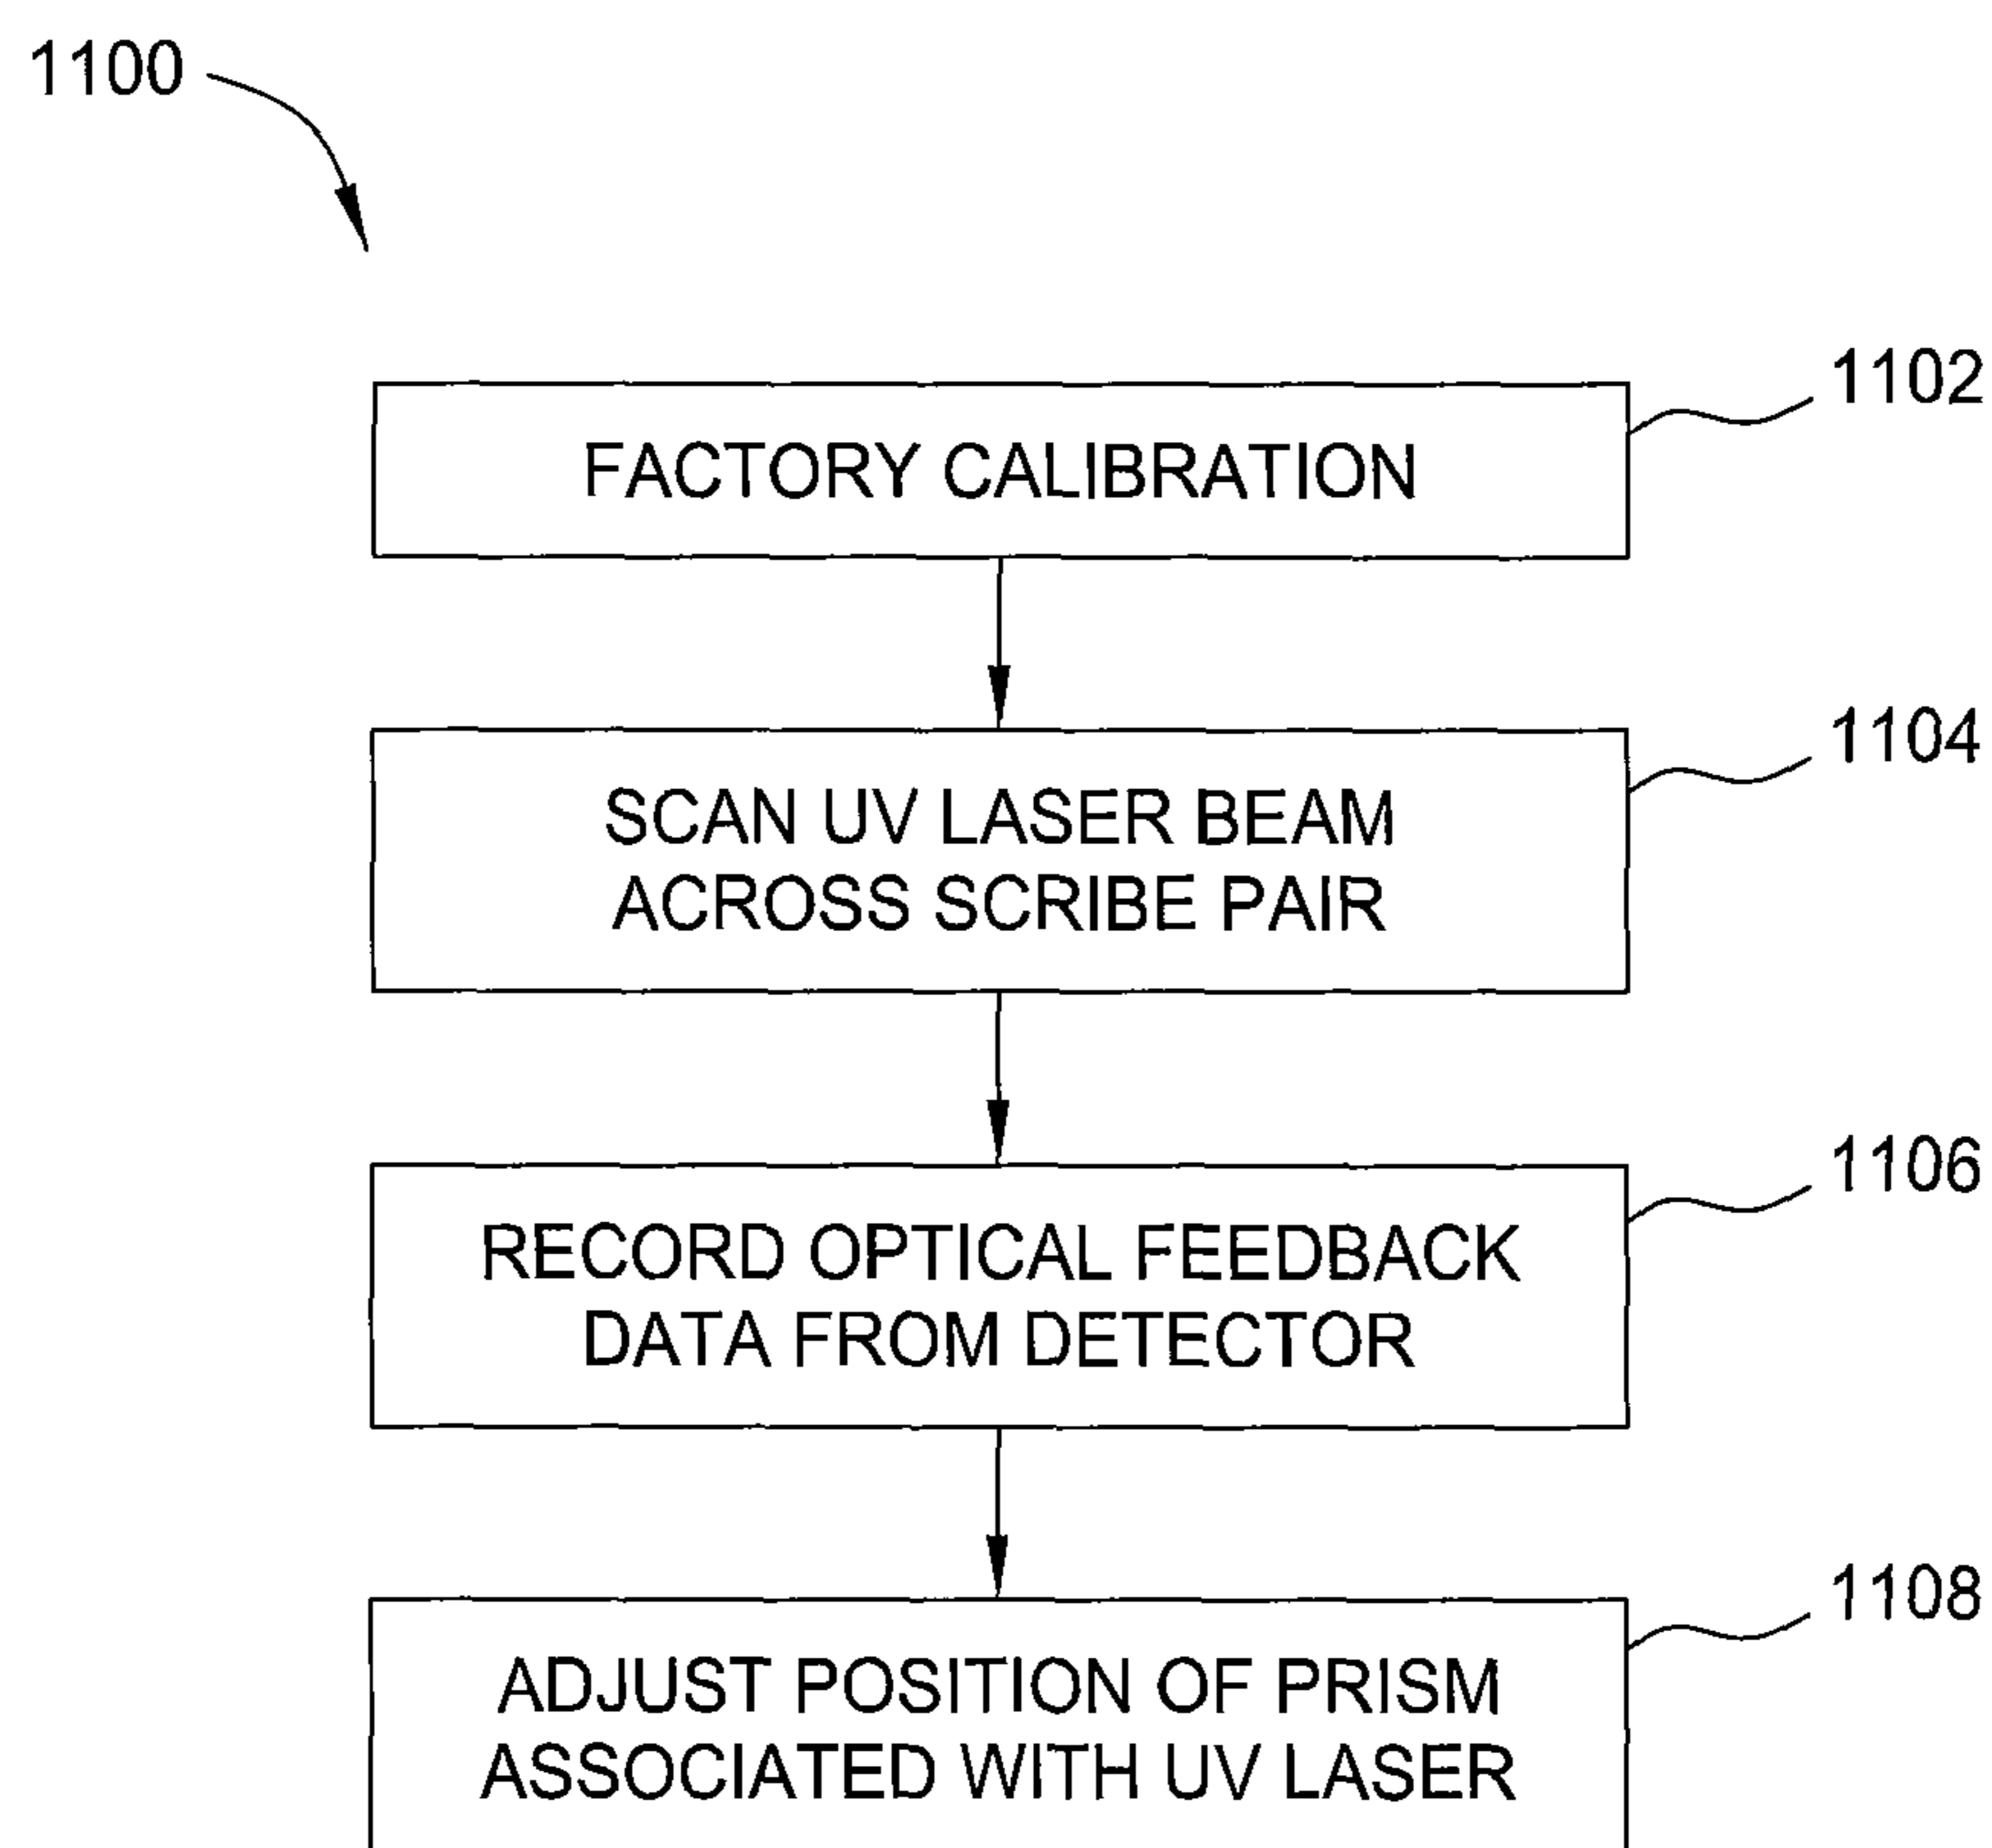 1100
1102
FACTORY CALIBRATION
1104
SCAN UV LASER BEAM
ACROSS SCRIBE PAIR
1106
RECORD OPTICAL FEEDBACK
DATA FROM DETECTOR
1108
ADJUST POSITION OF PRISM
ASSOCIATED WITH UV LASER